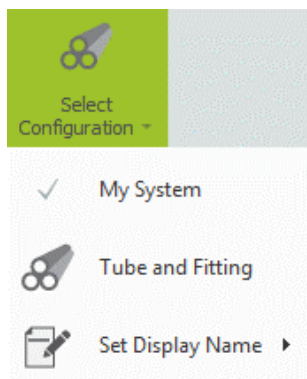 Select
Configuration
My System
Tube and Fitting
Set Display Name